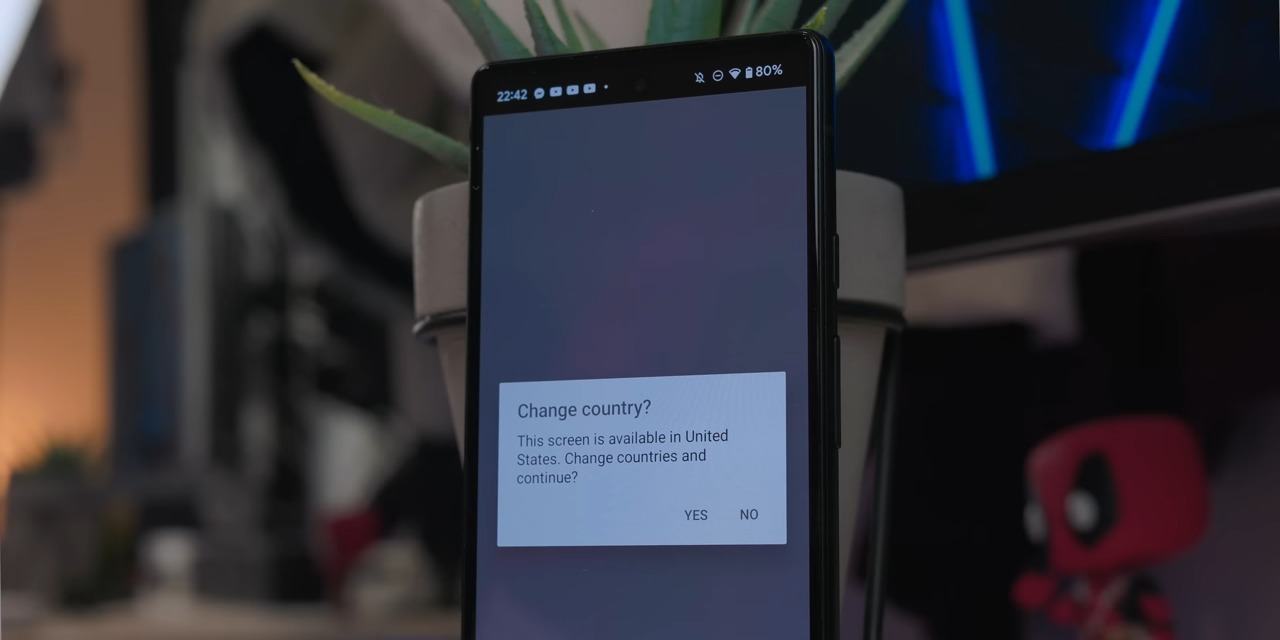 22:42
80%
Change country?
This screen is available in United
States. Change countries and
continue?
YES NO